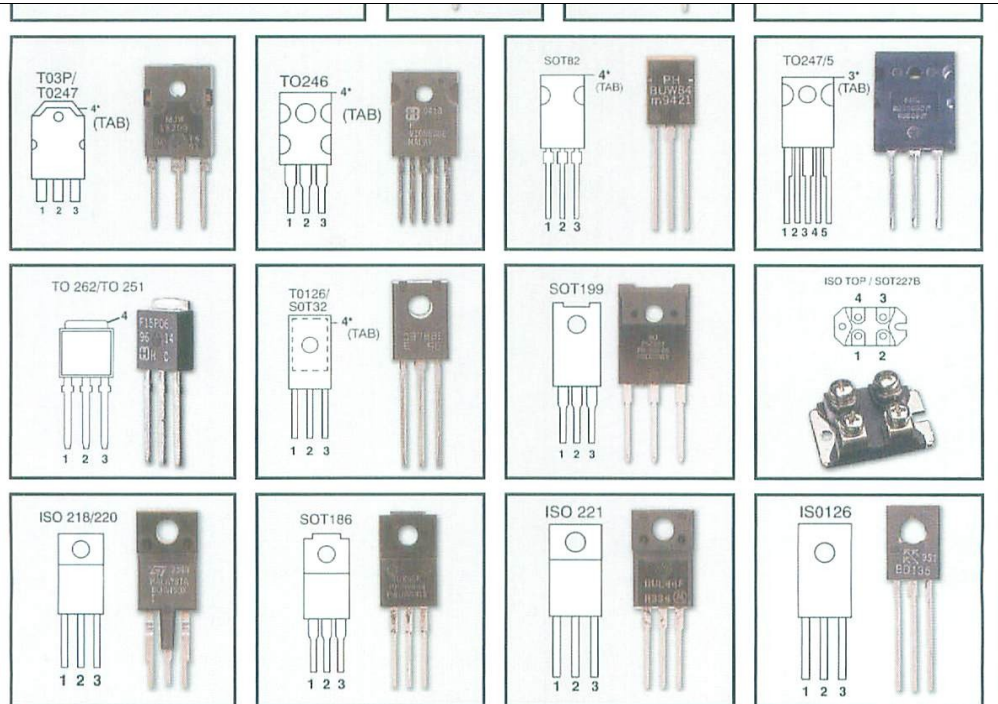 T03P/
T0247
4*
(TAB)
1 2 3
TO246
4*
(TAB)
1 2 3
SOT82
4*
(TAB)
1 2 3
PH
BUW84
m9421
TO247/5
3*
(TAB)
1 2 3 4 5
TO 262/TO 251
4
1 2 3
F15P06
96 14
H R C
T0126/
S0T32
4*
(TAB)
1 2 3
SOT199
1 2 3
ISO TOP / SOT227B
4 3
1 2
ISO 218/220
1 2 3
SOT186
1 2 3
ISO 221
1 2 3
IS0126
1 2 3
BD135